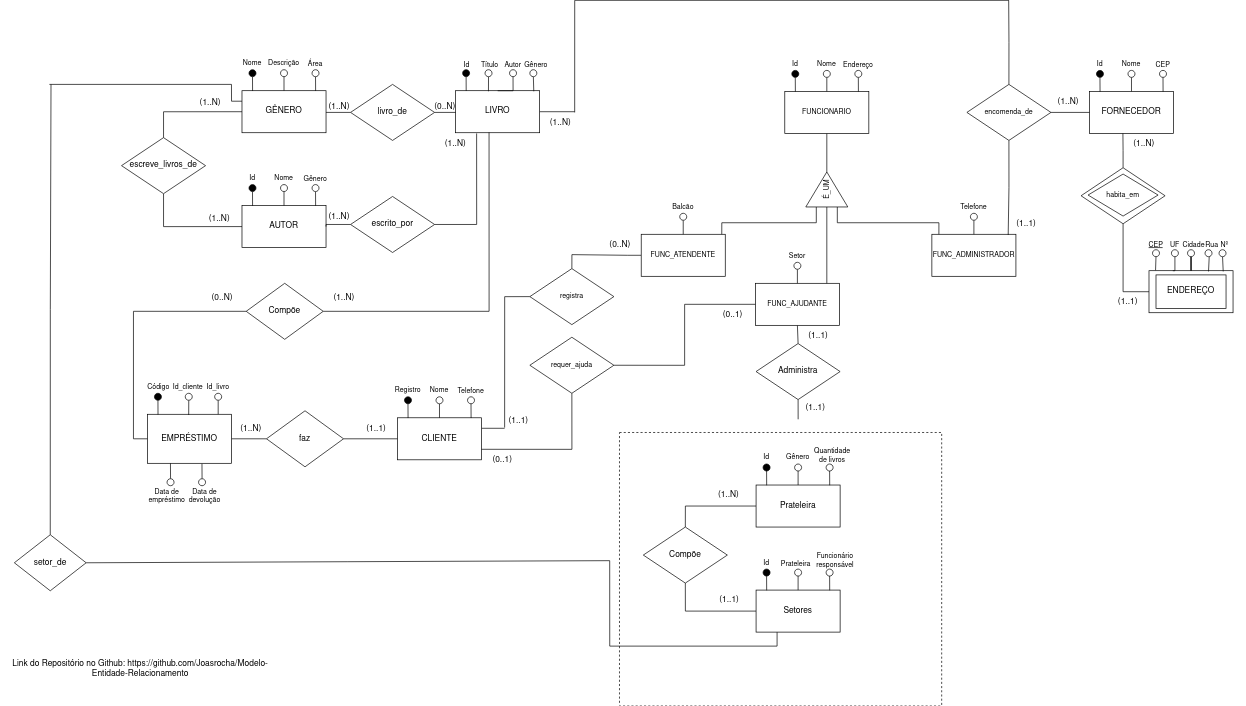 Nome Descrição Área
GÊNERO
(1..N)
(1..N)
livro_de
(0..N)
Id Título Autor Gênero
LIVRO
(1..N)
(1..N)
escreve_livros_de
(1..N)
Id Nome Gênero
AUTOR
(1..N)
escrito_por
Id Nome Endereço
FUNCIONARIO
É_UM
encomenda_de
(1..N)
(1..1)
Id Nome CEP
FORNECEDOR
(1..N)
habita_em
(1..1)
CEP UF Cidade Rua Nº
ENDEREÇO
Balcão
FUNC_ATENDENTE
(0..N)
Telefone
FUNC_ADMINISTRADOR
Setor
FUNC_AJUDANTE
(0..1)
(1..1)
registra
requer_ajuda
Administra
(1..1)
(0..N)
Compõe
(1..N)
Código Id_cliente Id_livro
EMPRÉSTIMO
Data de
empréstimo
Data de
devolução
(1..N)
faz
(1..1)
Registro Nome Telefone
CLIENTE
(1..1)
(0..1)
Id Gênero Quantidade
de livros
Prateleira
(1..N)
Compõe
(1..1)
Id Prateleira Funcionário
responsável
Setores
setor_de
Link do Repositório no Github: https://github.com/Joasrocha/Modelo-
Entidade-Relacionamento